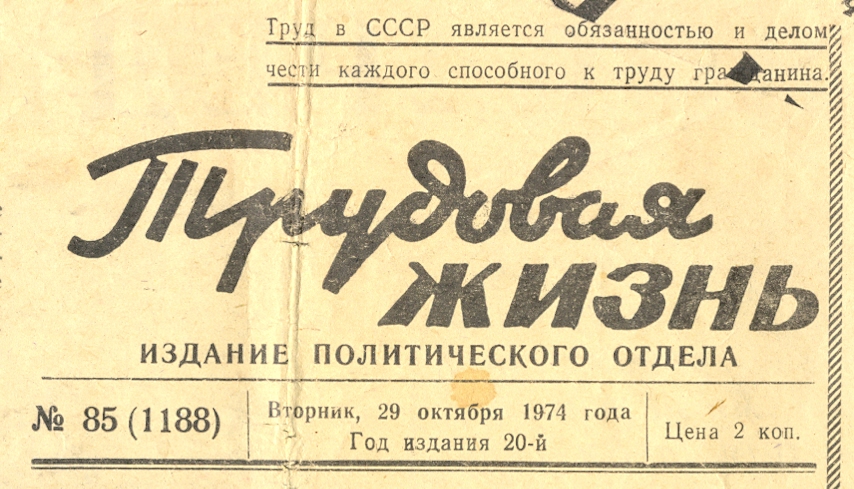 Труд в СССР является обязанностью и делом
чести каждого способного к труду гражданина.
Трудовая
жизнь
ИЗДАНИЕ ПОЛИТИЧЕСКОГО ОТДЕЛА
№ 85 (1188)
Вторник, 29 октября 1974 года
Год издания 20-й
Цена 2 коп.